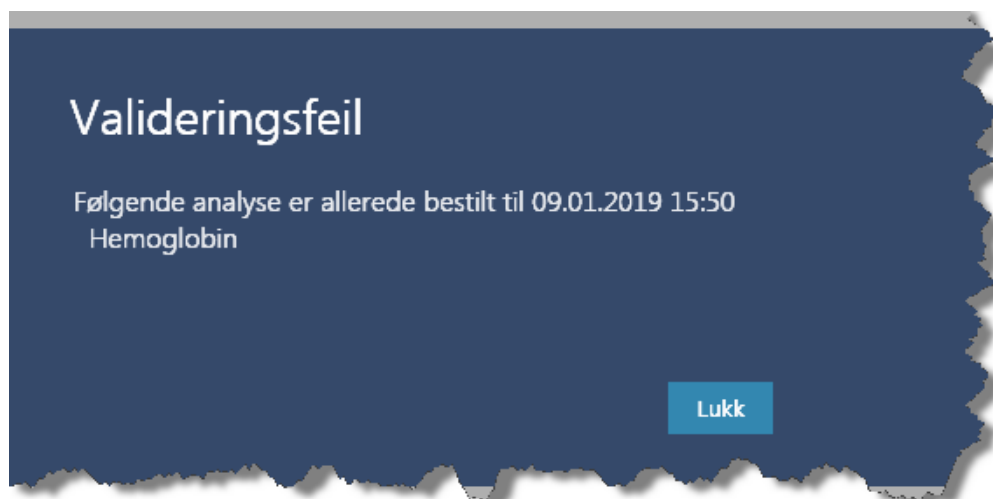 Valideringsfeil
Følgende analyse er allerede bestilt til 09.01.2019 15:50
Hemoglobin
Lukk